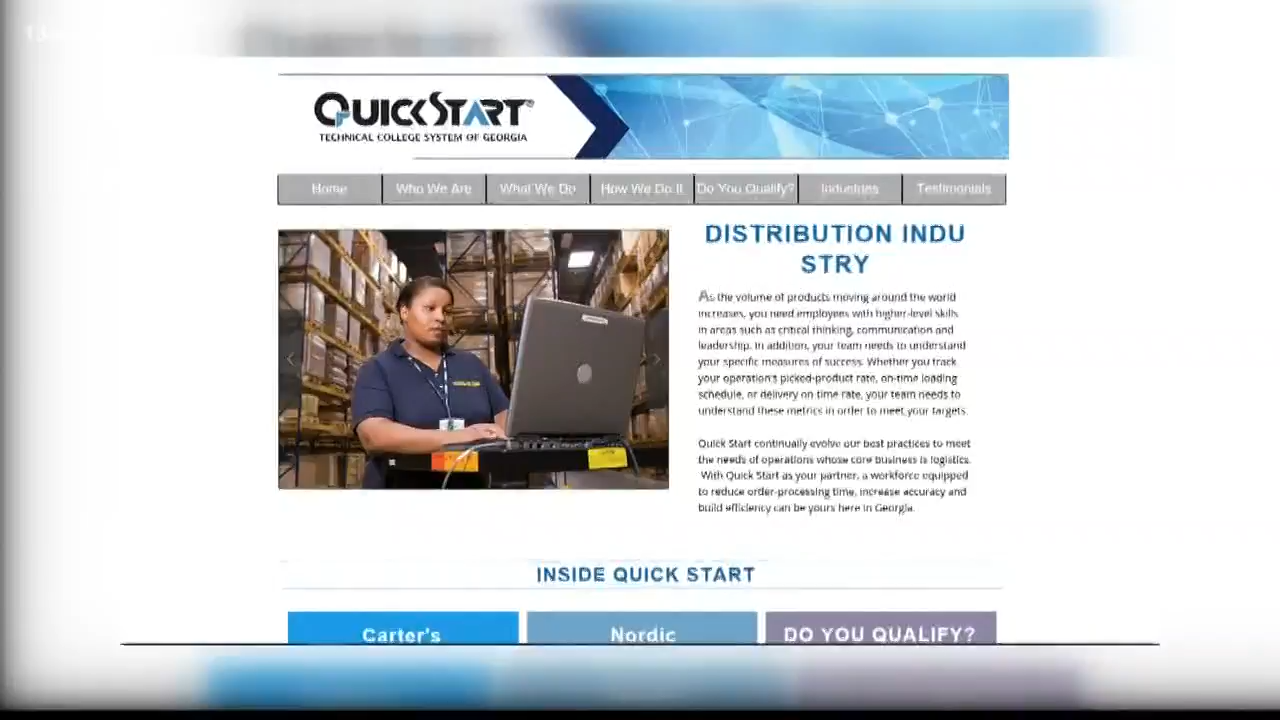 QUICKSTART®
TECHNICAL COLLEGE SYSTEM OF GEORGIA
Home
Who We Are
What We Do
How We Do It
Do You Qualify?
Industries
Testimonials
DISTRIBUTION INDU
STRY
As the volume of products moving around the world
increases, you need employees with higher-level skills
in areas such as critical thinking, communication and
leadership. In addition, your team needs to understand
your specific measures of success. Whether you track
your operation's picked-product rate, on-time loading
schedule, or delivery on-time rate, your team needs to
understand these metrics in order to meet your targets.
Quick Start continually evolve our best practices to meet
the needs of operations whose core business is logistics.
With Quick Start as your partner, a workforce equipped
to reduce order-processing time, increase accuracy and
build efficiency can be yours here in Georgia.
INSIDE QUICK START
Carter's
Nordic
DO YOU QUALIFY?